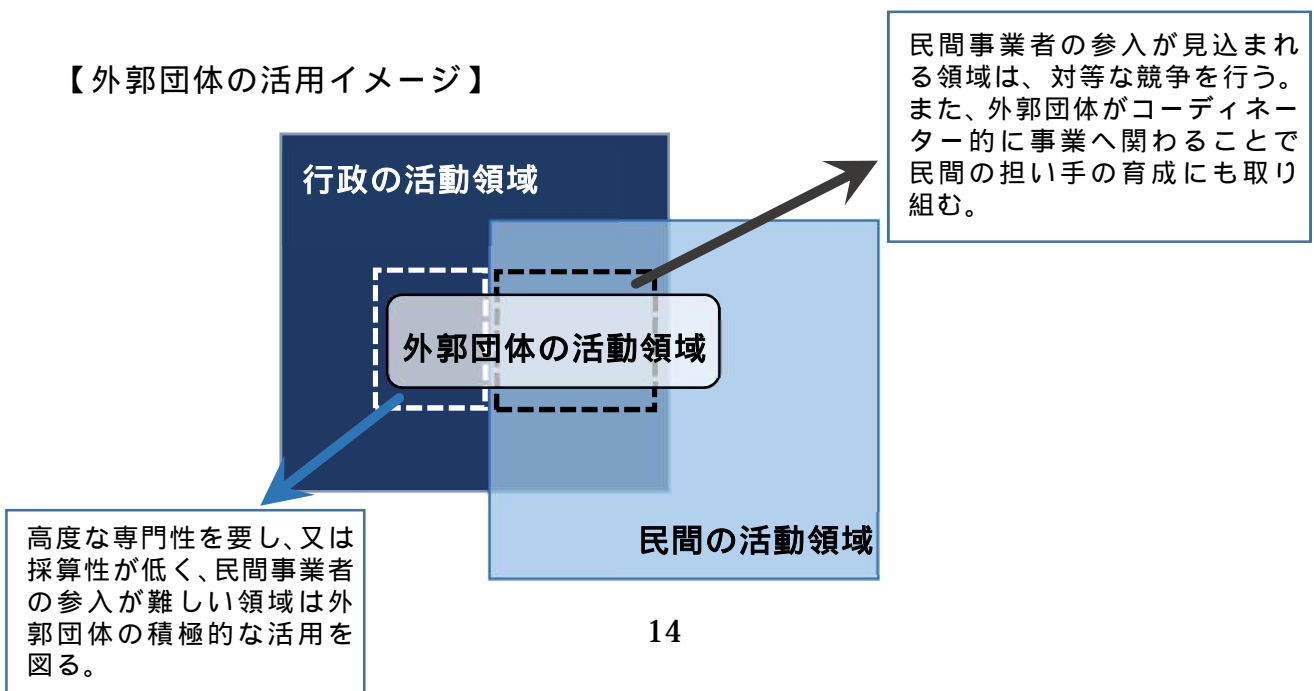 【外郭団体の活用イメージ】
民間事業者の参入が見込まれ
る領域は、対等な競争を行う。
また、外郭団体がコーディネー
ター的に事業へ関わることで
民間の担い手の育成にも取り
組む。
行政の活動領域
外郭団体の活動領域
民間の活動領域
高度な専門性を要し、又は
採算性が低く、民間事業者
の参入が難しい領域は外
郭団体の積極的な活用を
図る。
14